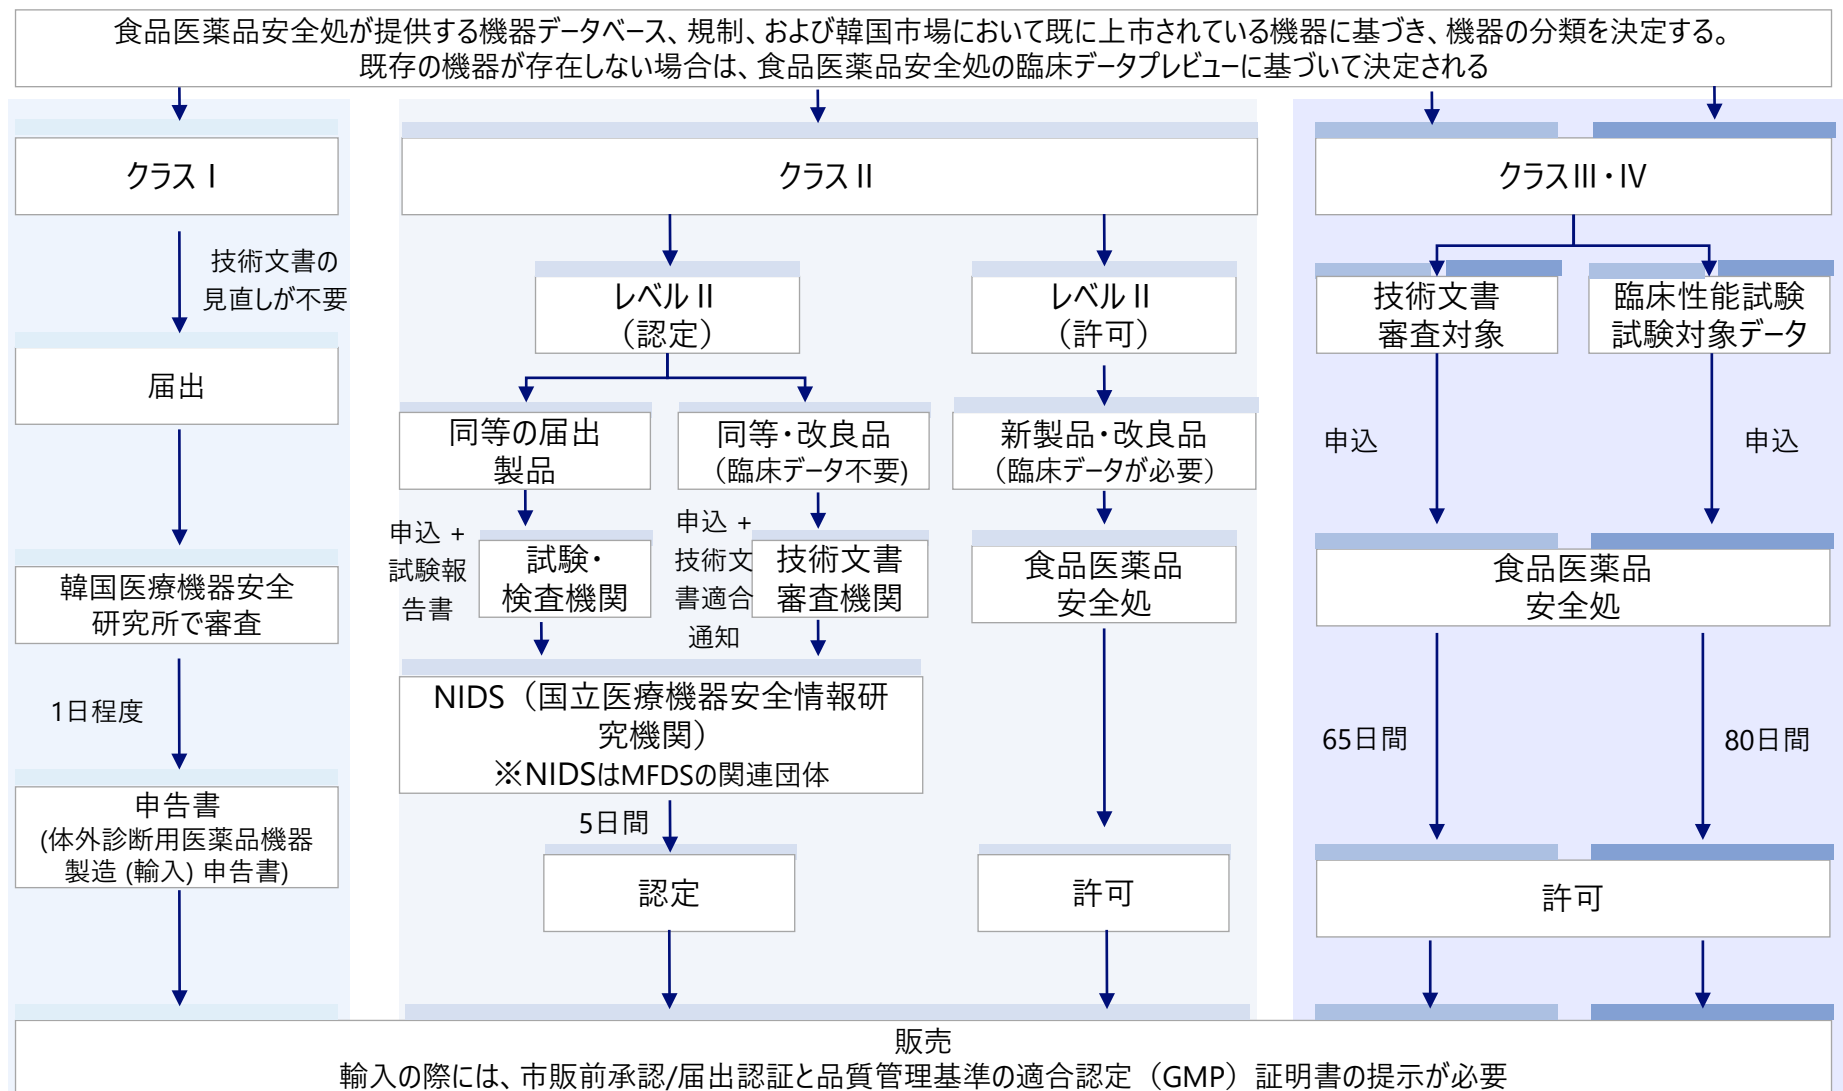 食品医薬品安全処が提供する機器データベース、規制、および韓国市場において既に上市されている機器に基づき、機器の分類を決定する。
既存の機器が存在しない場合は、食品医薬品安全処の臨床データプレビューに基づいて決定される
クラス I
技術文書の
見直しが不要
届出
韓国医療機器安全
研究所で審査
1日程度
申告書
(体外診断用医薬品機器
製造 (輸入) 申告書)
クラス II
レベル II
（認定）
レベル II
（許可）
同等の届出
製品
同等・改良品
（臨床データ不要)
新製品・改良品
（臨床データが必要）
申込 +
試験報
告書
試験・
検査機関
申込 +
技術文
書適合
通知
技術文書
審査機関
食品医薬品
安全処
NIDS（国立医療機器安全情報研
究機関）
※NIDSはMFDSの関連団体
5日間
認定
許可
クラスIII・IV
技術文書
審査対象
臨床性能試験
試験対象データ
申込
申込
食品医薬品
安全処
65日間
80日間
許可
販売
輸入の際には、市販前承認/届出認証と品質管理基準の適合認定（GMP）証明書の提示が必要